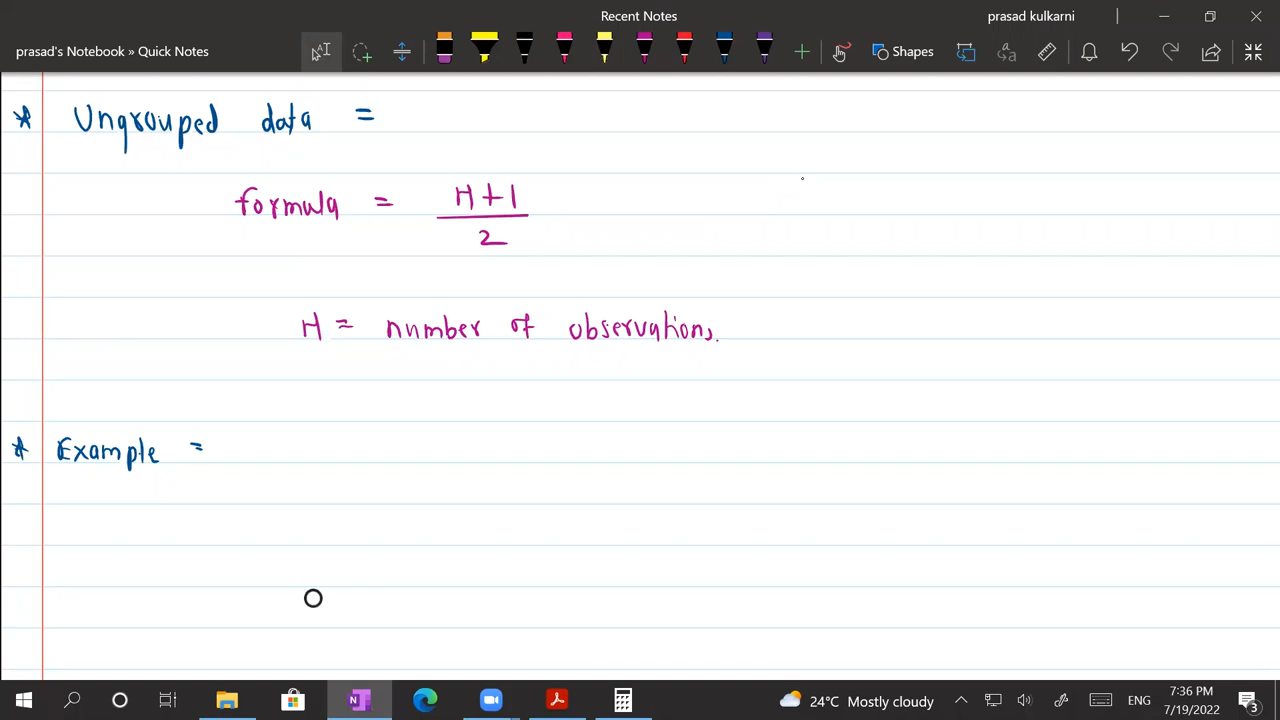 Recent Notes
prasad kulkarni
prasad's Notebook » Quick Notes
Shapes
* Ungrouped data =
formula = N+1
2
N = number of observations.
* Example =
24°C Mostly cloudy
ENG
7:36 PM
7/19/2022
3